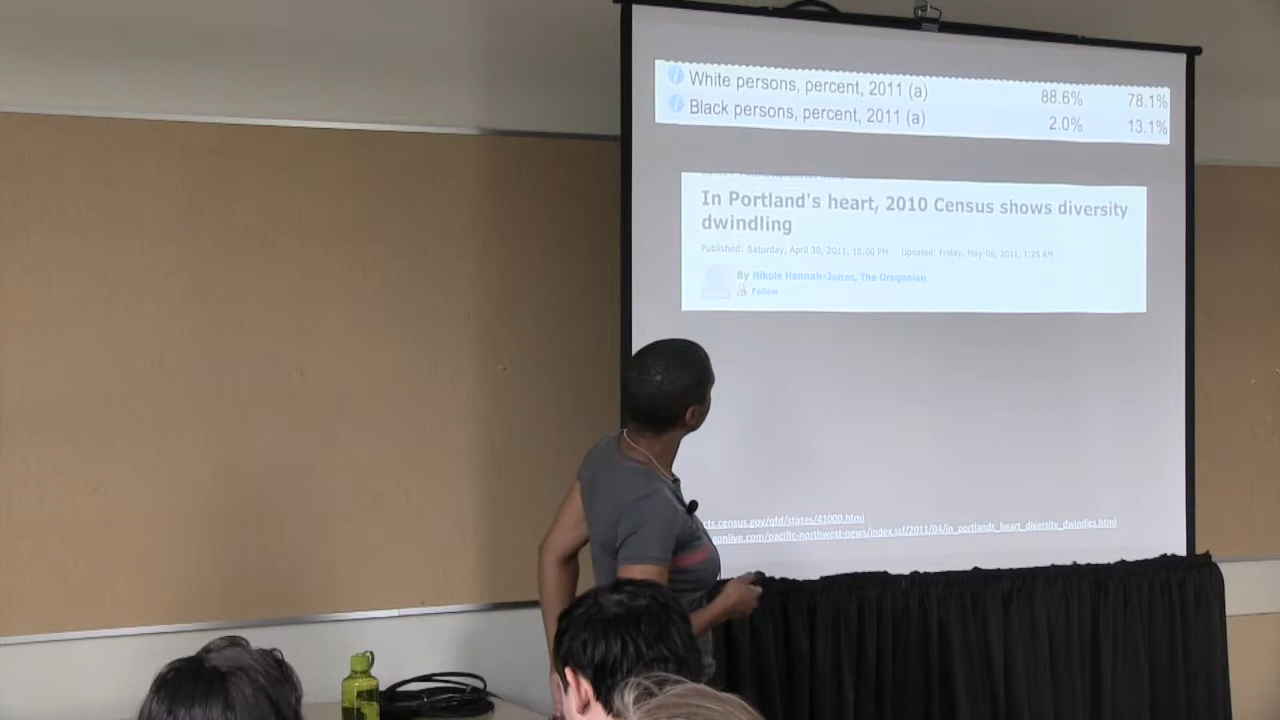 White persons, percent, 2011 (a) 88.6% 78.1%
Black persons, percent, 2011 (a) 2.0% 13.1%
In Portland's heart, 2010 Census shows diversity
dwindling
Published: Saturday, April 30, 2011, 10:00 PM Updated: Friday, May 06, 2011, 1:25 AM
By Nikole Hannah-Jones, The Oregonian
Follow
cts.census.gov/qfd/states/41000.html
gonlive.com/pacific-northwest-news/index.ssf/2011/04/in_portlands_heart_diversity_dwindles.html